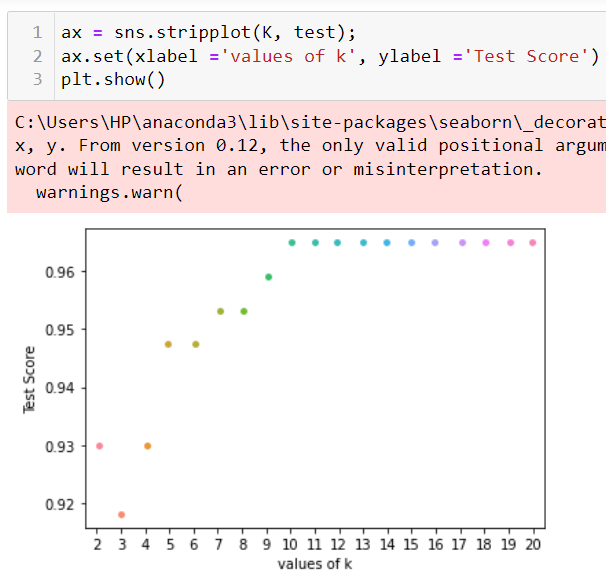 1 ax = sns.stripplot(K, test);
2 ax.set(xlabel ='values of k', ylabel ='Test Score')
3 plt.show()
C:\Users\HP\anaconda3\lib\site-packages\seaborn\_decorat
x, y. From version 0.12, the only valid positional argum
word will result in an error or misinterpretation.
warnings.warn(
0.96
0.95
0.94
0.93
0.92
Test Score
2 3 4 5 6 7 8 9 10 11 12 13 14 15 16 17 18 19 20
values of k